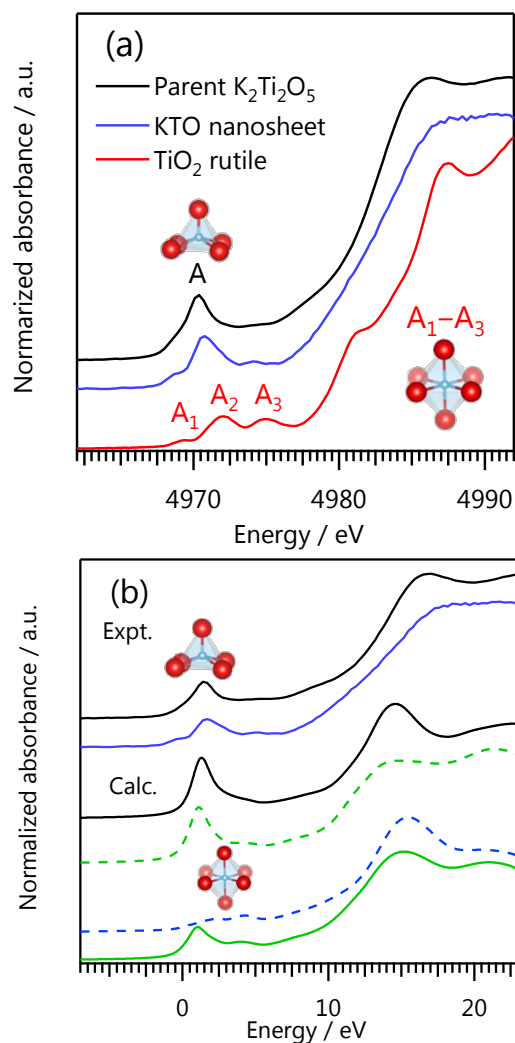 (a)
Parent K₂Ti₂O₅
KTO nanosheet
TiO₂ rutile
A
A₁–A₃
A₁
A₂
A₃
Normarized absorbance / a.u.
4970
4980
4990
Energy / eV
(b)
Expt.
Calc.
Normalized absorbance / a.u.
0
10
20
Energy / eV